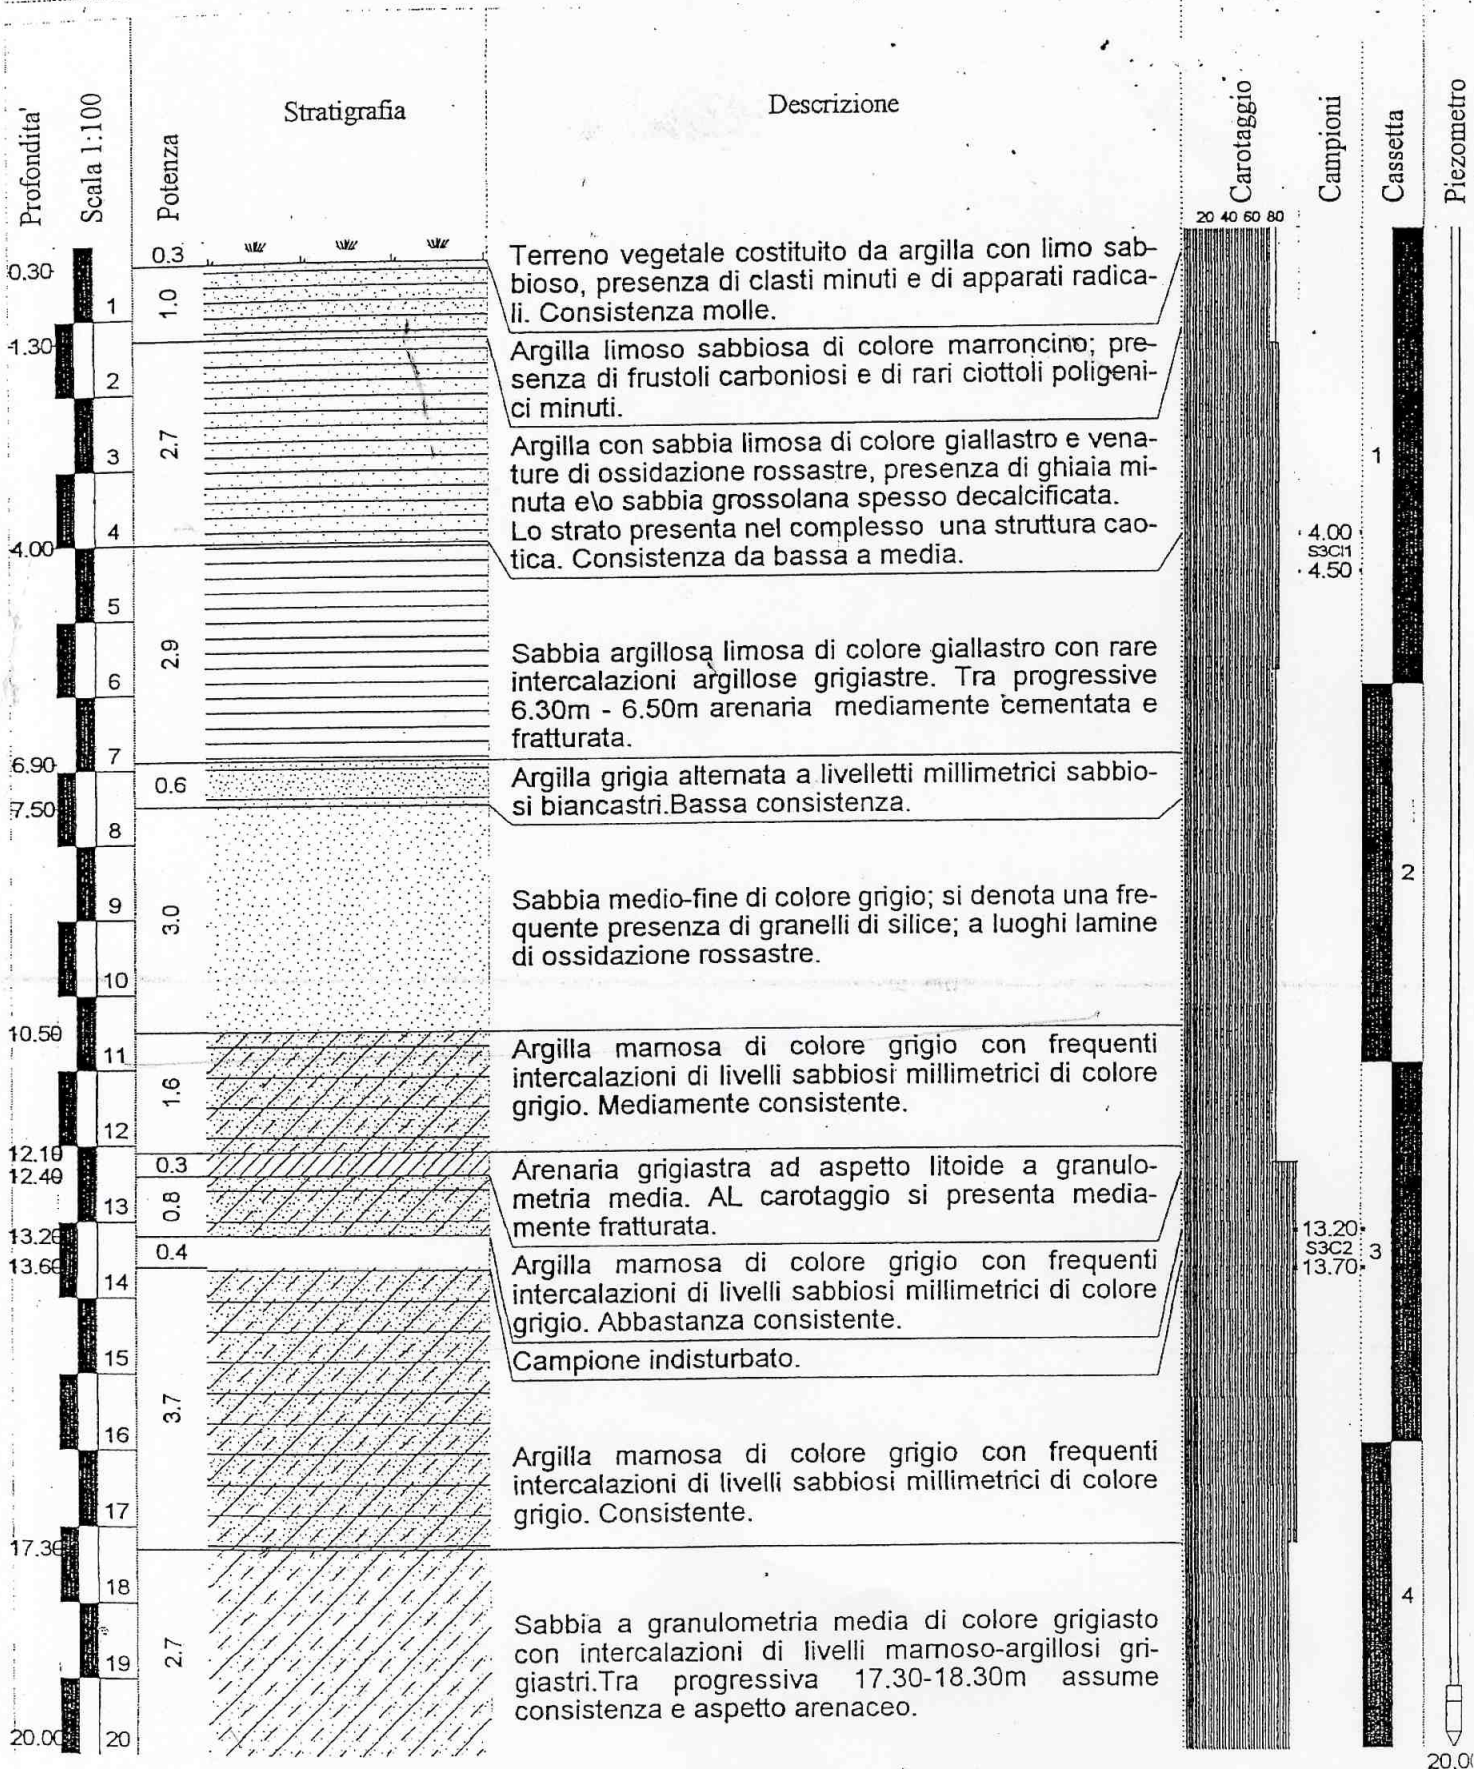 Profondita'
Scala 1:100
Potenza
Stratigrafia
Descrizione
Carotaggio
Campioni
Cassetta
Piezometro
20 40 60 80
0.3
0.30
Terreno vegetale costituito da argilla con limo sab-
bioso, presenza di clasti minuti e di apparati radica-
li. Consistenza molle.
1
1.0
1.30
Argilla limoso sabbiosa di colore marroncino; pre-
senza di frustoli carboniosi e di rari ciottoli poligeni-
ci minuti.
2
2.7
3
4
4.00
Argilla con sabbia limosa di colore giallastro e vena-
ture di ossidazione rossastre, presenza di ghiaia mi-
nuta e\o sabbia grossolana spesso decalcificata.
Lo strato presenta nel complesso una struttura cao-
tica. Consistenza da bassa a media.
1
4.00
S3CI1
4.50
5
2.9
6
7
6.90
Sabbia argillosa limosa di colore giallastro con rare
intercalazioni argillose grigiastre. Tra progressive
6.30m - 6.50m arenaria mediamente cementata e
fratturata.
0.6
7.50
Argilla grigia alternata a livelletti millimetrici sabbio-
si biancastri.Bassa consistenza.
8
9
3.0
10
10.50
Sabbia medio-fine di colore grigio; si denota una fre-
quente presenza di granelli di silice; a luoghi lamine
di ossidazione rossastre.
2
11
1.6
12
12.10
Argilla marnosa di colore grigio con frequenti
intercalazioni di livelli sabbiosi millimetrici di colore
grigio. Mediamente consistente.
0.3
12.40
Arenaria grigiastra ad aspetto litoide a granulo-
metria media. AL carotaggio si presenta media-
mente fratturata.
13
0.8
13.20
Argilla marnosa di colore grigio con frequenti
intercalazioni di livelli sabbiosi millimetrici di colore
grigio. Abbastanza consistente.
13.20
S3C2
13.70
3
0.4
13.60
Campione indisturbato.
14
15
3.7
16
17
17.30
Argilla marnosa di colore grigio con frequenti
intercalazioni di livelli sabbiosi millimetrici di colore
grigio. Consistente.
18
2.7
19
20
20.00
Sabbia a granulometria media di colore grigiasto
con intercalazioni di livelli marnoso-argillosi gri-
giastri.Tra progressiva 17.30-18.30m assume
consistenza e aspetto arenaceo.
4
20.00